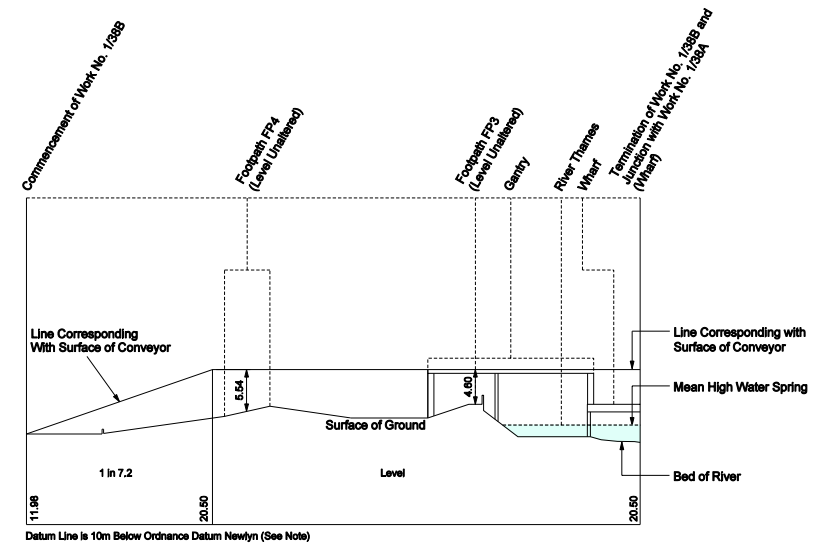 Commencement of Work No. 1/38B
Footpath FP4
(Level Unaltered)
Footpath FP3
(Level Unaltered)
Gantry
River Thames
Wharf
Termination of Work No. 1/38B and
Junction with Work No. 1/38A
(Wharf)
Line Corresponding
With Surface of Conveyor
Line Corresponding with
Surface of Conveyor
5.54
4.60
Mean High Water Spring
Surface of Ground
1 in 7.2
Level
Bed of River
11.98
20.50
20.50
Datum Line is 10m Below Ordnance Datum Newlyn (See Note)